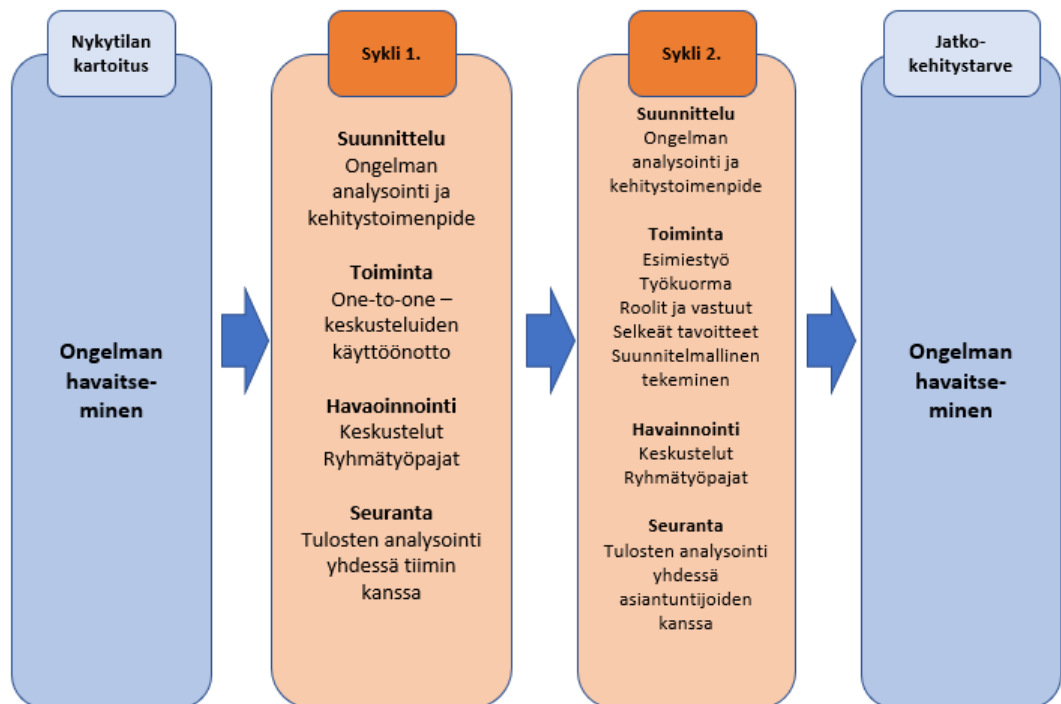 Nykytilan
kartoitus
Ongelman
havaitse-
minen
Sykli 1.
Suunnittelu
Ongelman
analysointi ja
kehitystoimenpide
Toiminta
One-to-one –
keskusteluiden
käyttöönotto
Havaoinnointi
Keskustelut
Ryhmätyöpajat
Seuranta
Tulosten analysointi
yhdessä tiimin
kanssa
Sykli 2.
Suunnittelu
Ongelman
analysointi ja
kehitystoimenpide
Toiminta
Esimiestyö
Työkuorma
Roolit ja vastuut
Selkeät tavoitteet
Suunnitelmallinen
tekeminen
Havainnointi
Keskustelut
Ryhmätyöpajat
Seuranta
Tulosten analysointi
yhdessä
asiantuntijoiden
kanssa
Jatko-
kehitystarve
Ongelman
havaitse-
minen